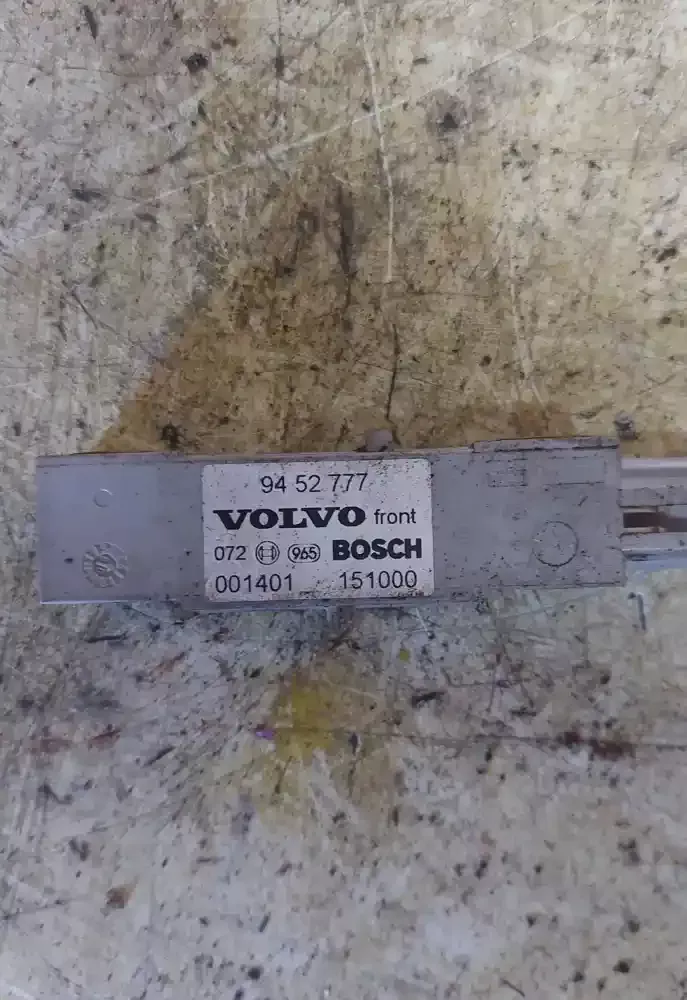 94 52 777
VOLVO front
072 965 BOSCH
001401 151000